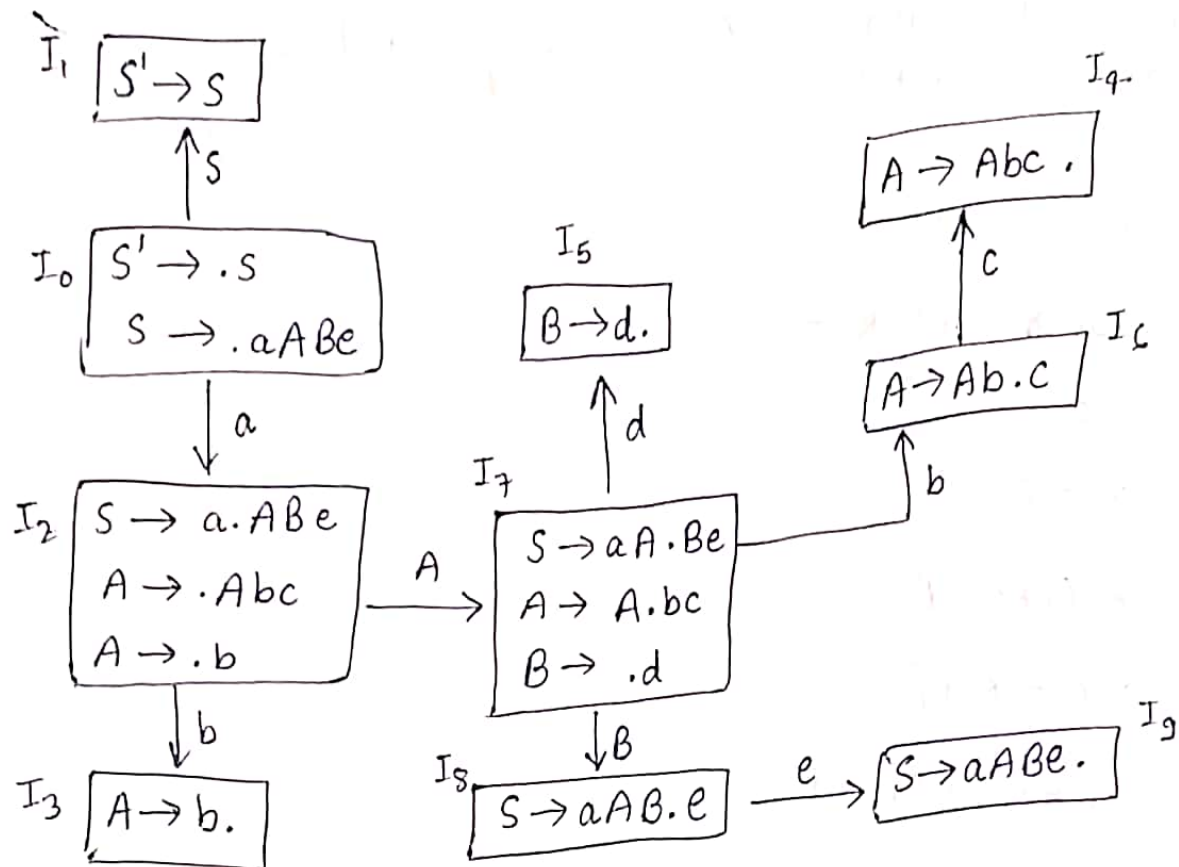 I₁
S' → S
S
I₀
S' → .S
S → .aABe
a
I₂
S → a.ABe
A → .Abc
A → .b
b
I₃
A → b.
A
I₅
B → d.
d
I₇
S → aA.Be
A → A.bc
B → .d
B
I₈
S → aAB.e
e
I₉
S → aABe.
b
I₆
A → Ab.c
c
I₄
A → Abc .